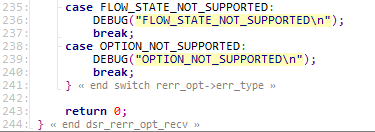 235: case FLOW_STATE_NOT_SUPPORTED:
236: DEBUG("FLOW_STATE_NOT_SUPPORTED\n");
237: break;
238: case OPTION_NOT_SUPPORTED:
239: DEBUG("OPTION_NOT_SUPPORTED\n");
240: break;
241: } « end switch rerr_opt->err_type »
242:
243: return 0;
244: } « end dsr_rerr_opt_recv »